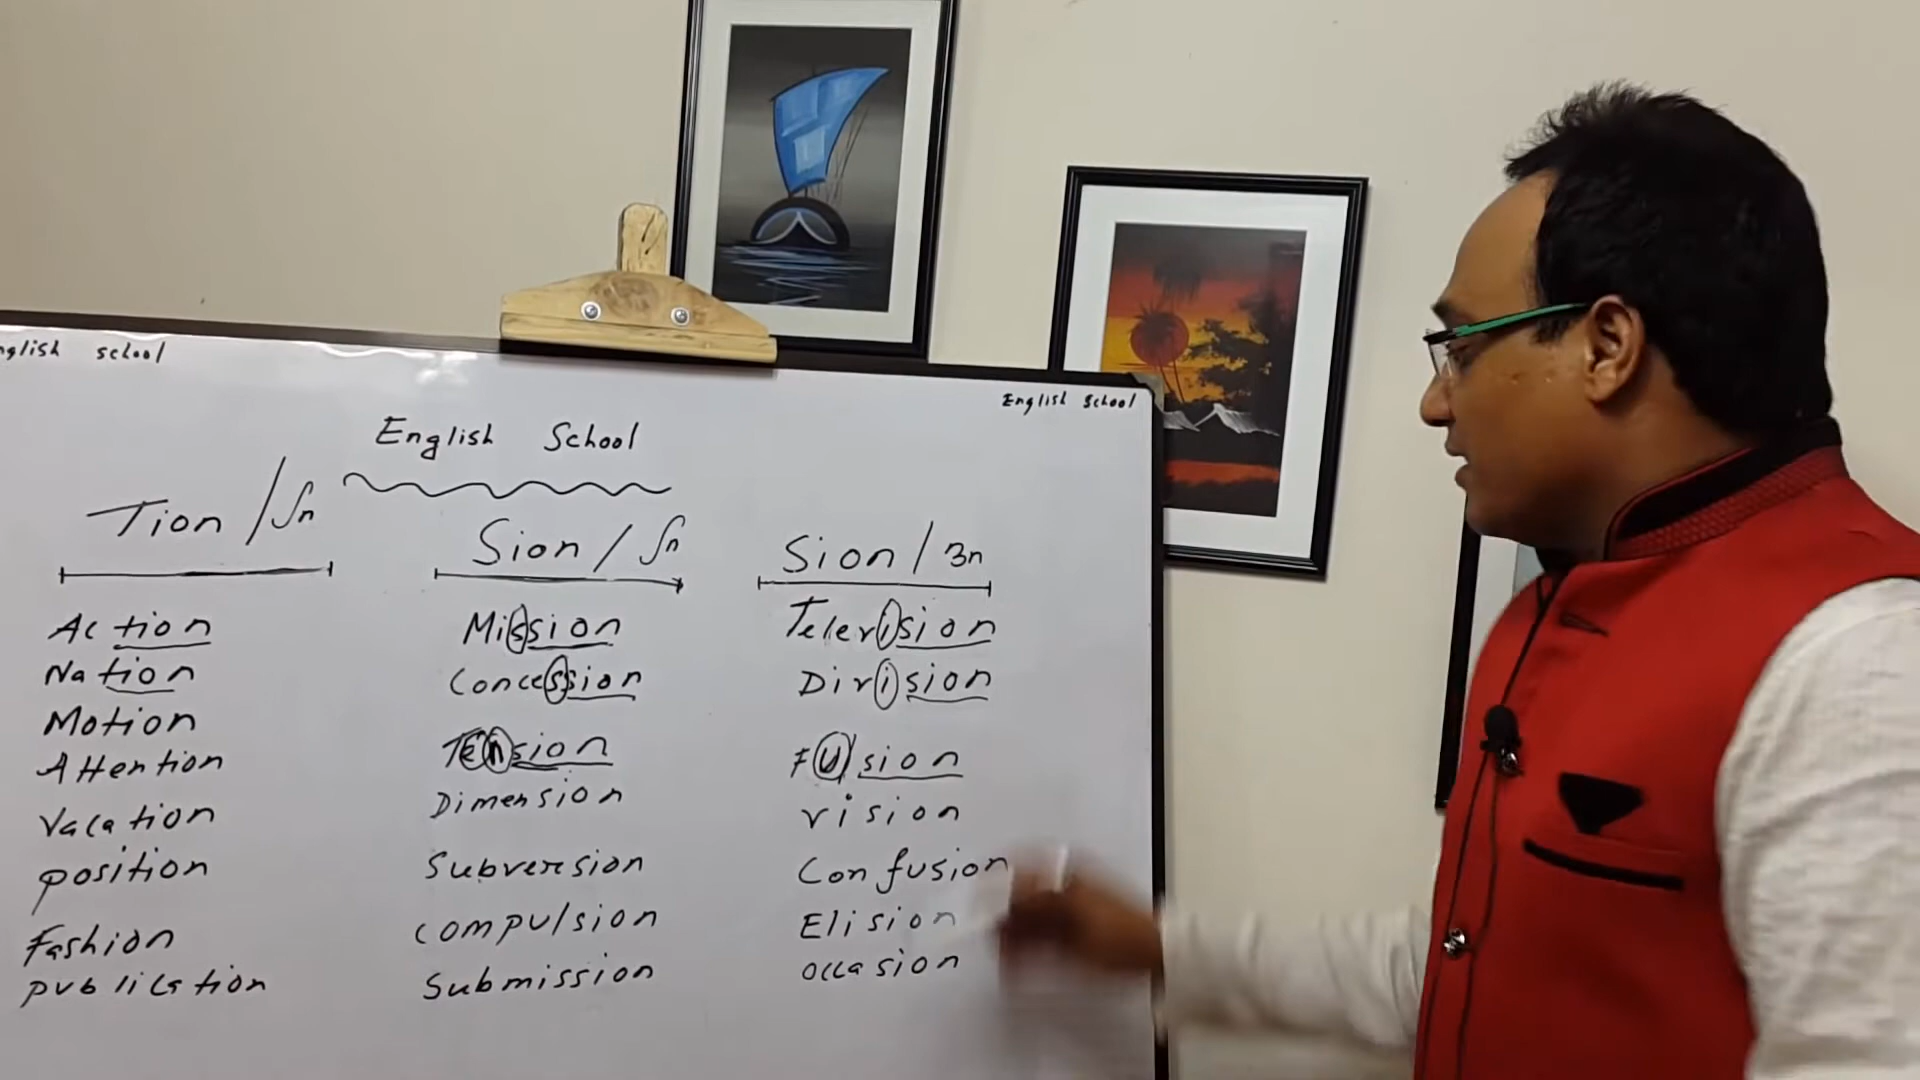 nglish school
English School
English School
Tion / ʃn
Action
Nation
Motion
Attention
Vacation
position
Fashion
publication
Sion / ʃn
Mission
Concession
Tension
Dimension
Subversion
compulsion
Submission
Sion / ʒn
Television
Division
Fusion
vision
Confusion
Elision
Occasion